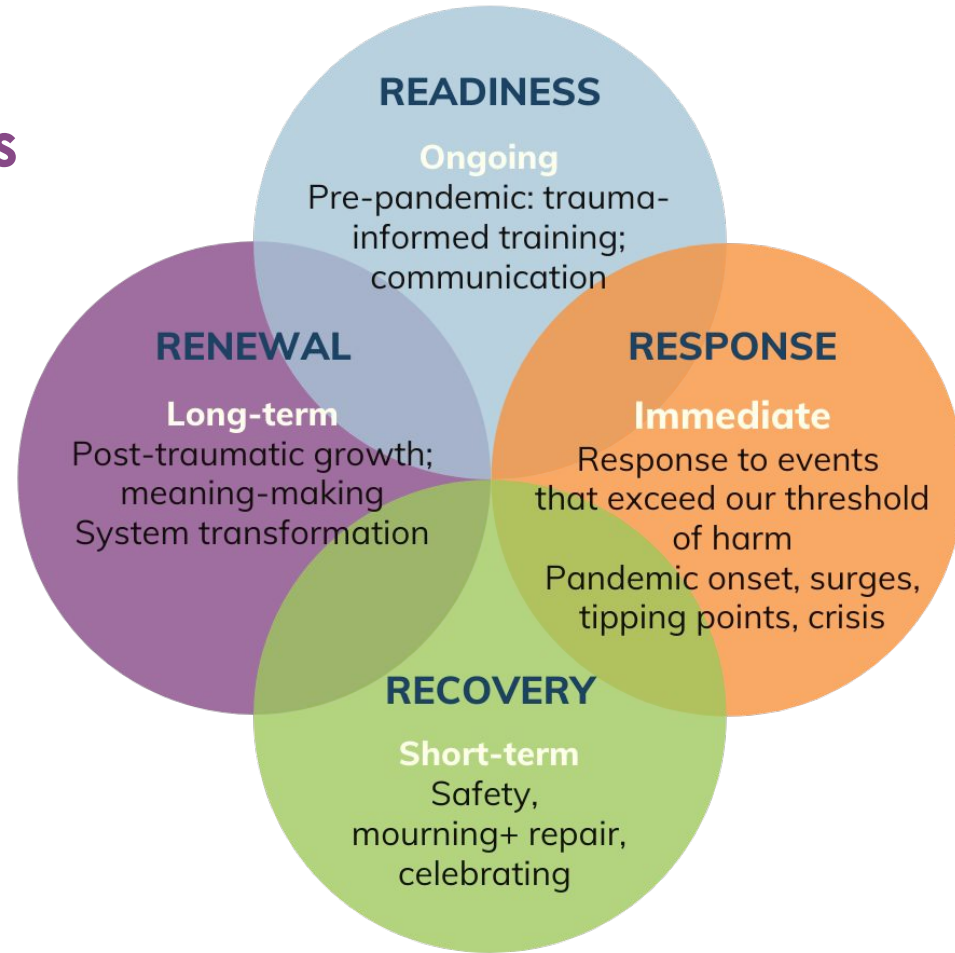 s
READINESS
Ongoing
Pre-pandemic: trauma-
informed training;
communication
RENEWAL
Long-term
Post-traumatic growth;
meaning-making
System transformation
RESPONSE
Immediate
Response to events
that exceed our threshold
of harm
Pandemic onset, surges,
tipping points, crisis
RECOVERY
Short-term
Safety,
mourning+ repair,
celebrating